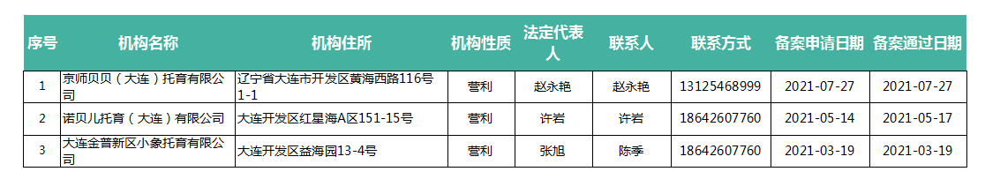 序号 机构名称 机构住所 机构性质 法定代表人 联系人 联系方式 备案申请日期 备案通过日期
1 京师贝贝（大连）托育有限公司 辽宁省大连市开发区黄海西路116号1-1 营利 赵永艳 赵永艳 13125468999 2021-07-27 2021-07-27
2 诺贝儿托育（大连）有限公司 大连开发区红星海A区151-15号 营利 许岩 许岩 18642607760 2021-05-14 2021-05-17
3 大连金普新区小象托育有限公司 大连开发区益海园13-4号 营利 张旭 陈季 18642607760 2021-03-19 2021-03-19